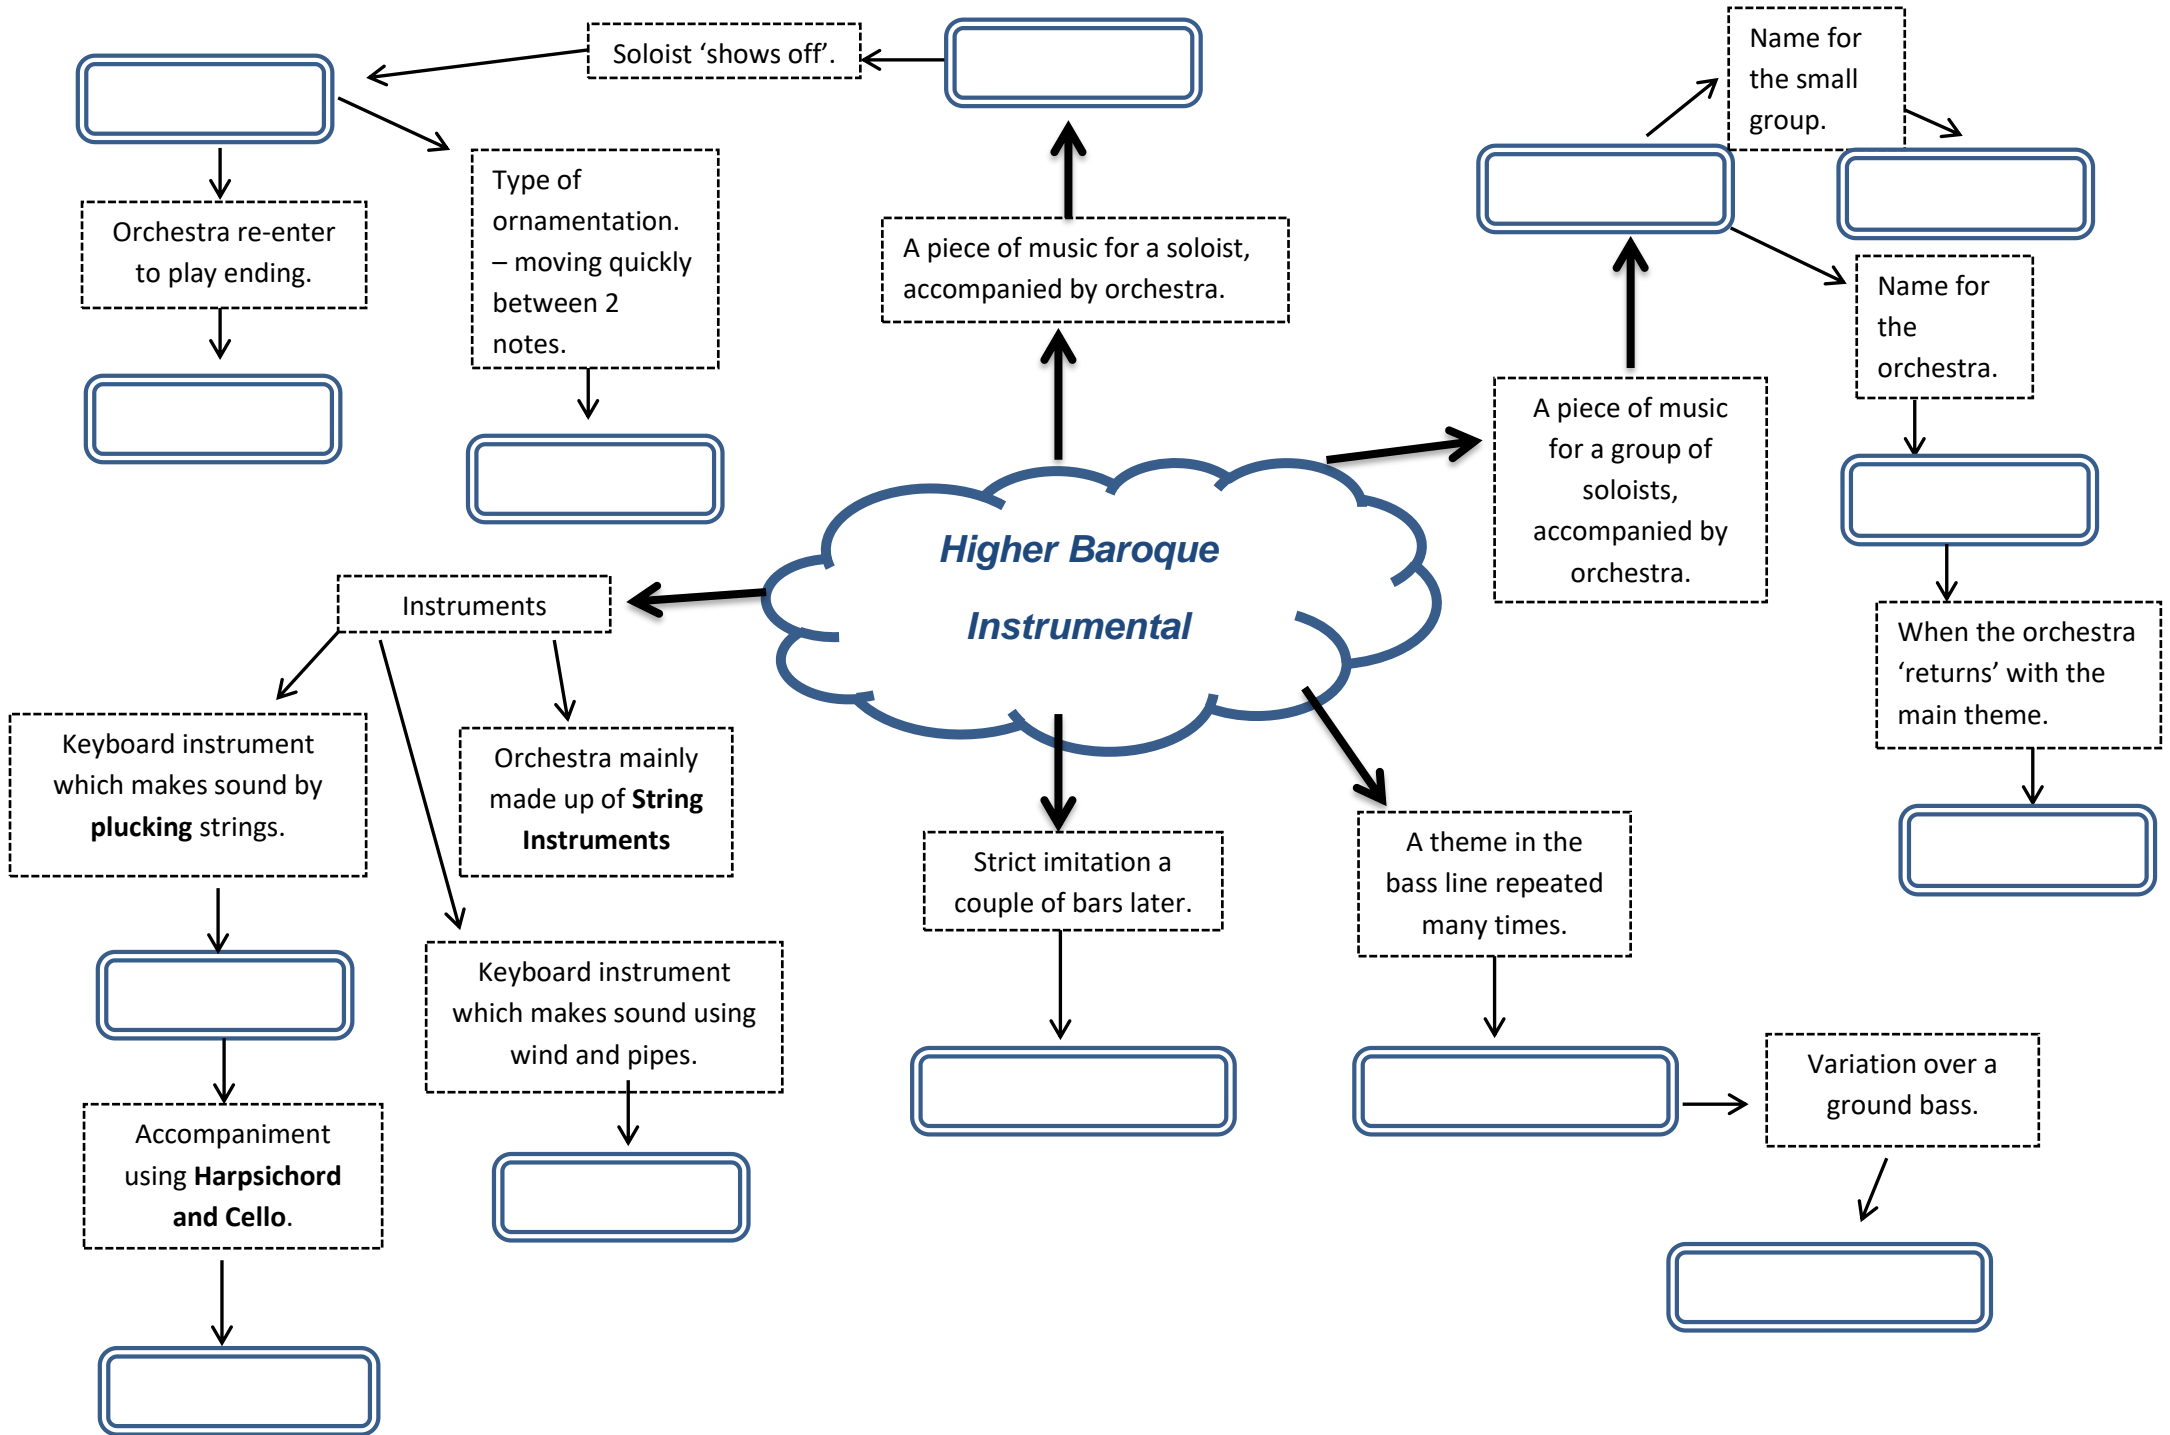 Soloist ‘shows off’.
Name for
the small
group.
Orchestra re-enter
to play ending.
Type of
ornamentation.
– moving quickly
between 2
notes.
A piece of music for a soloist,
accompanied by orchestra.
Name for
the
orchestra.
A piece of music
for a group of
soloists,
accompanied by
orchestra.
Higher Baroque
Instrumental
Instruments
When the orchestra
‘returns’ with the
main theme.
Keyboard instrument
which makes sound by
plucking strings.
Orchestra mainly
made up of String
Instruments
Strict imitation a
couple of bars later.
A theme in the
bass line repeated
many times.
Keyboard instrument
which makes sound using
wind and pipes.
Variation over a
ground bass.
Accompaniment
using Harpsichord
and Cello.